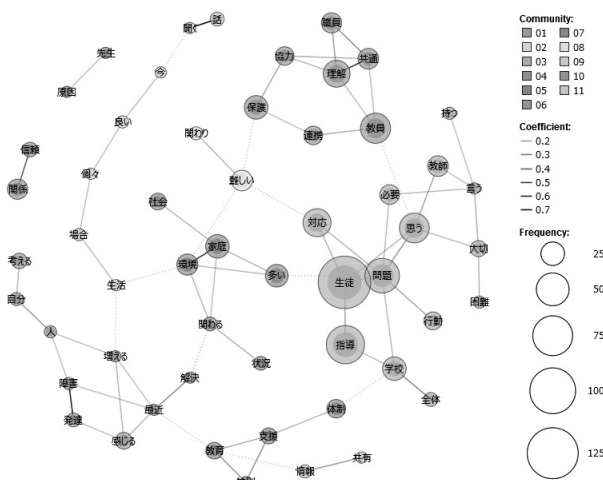 話
聞く
職員
先生
協力
共通
今
理解
原因
保護
持つ
良い
教員
関わり
連携
信頼
教師
個々
難しい
言う
関係
必要
社会
対応
思う
場合
家庭
大切
考える
環境
多い
問題
生活
生徒
自分
困難
関わる
行動
人
指導
増える
状況
学校
解決
障害
全体
最近
体制
発達
感じる
支援
教育
共有
情報
Community:
01 07
02 08
03 09
04 10
05 11
06
Coefficient:
0.2
0.3
0.4
0.5
0.6
0.7
Frequency:
25
50
75
100
125